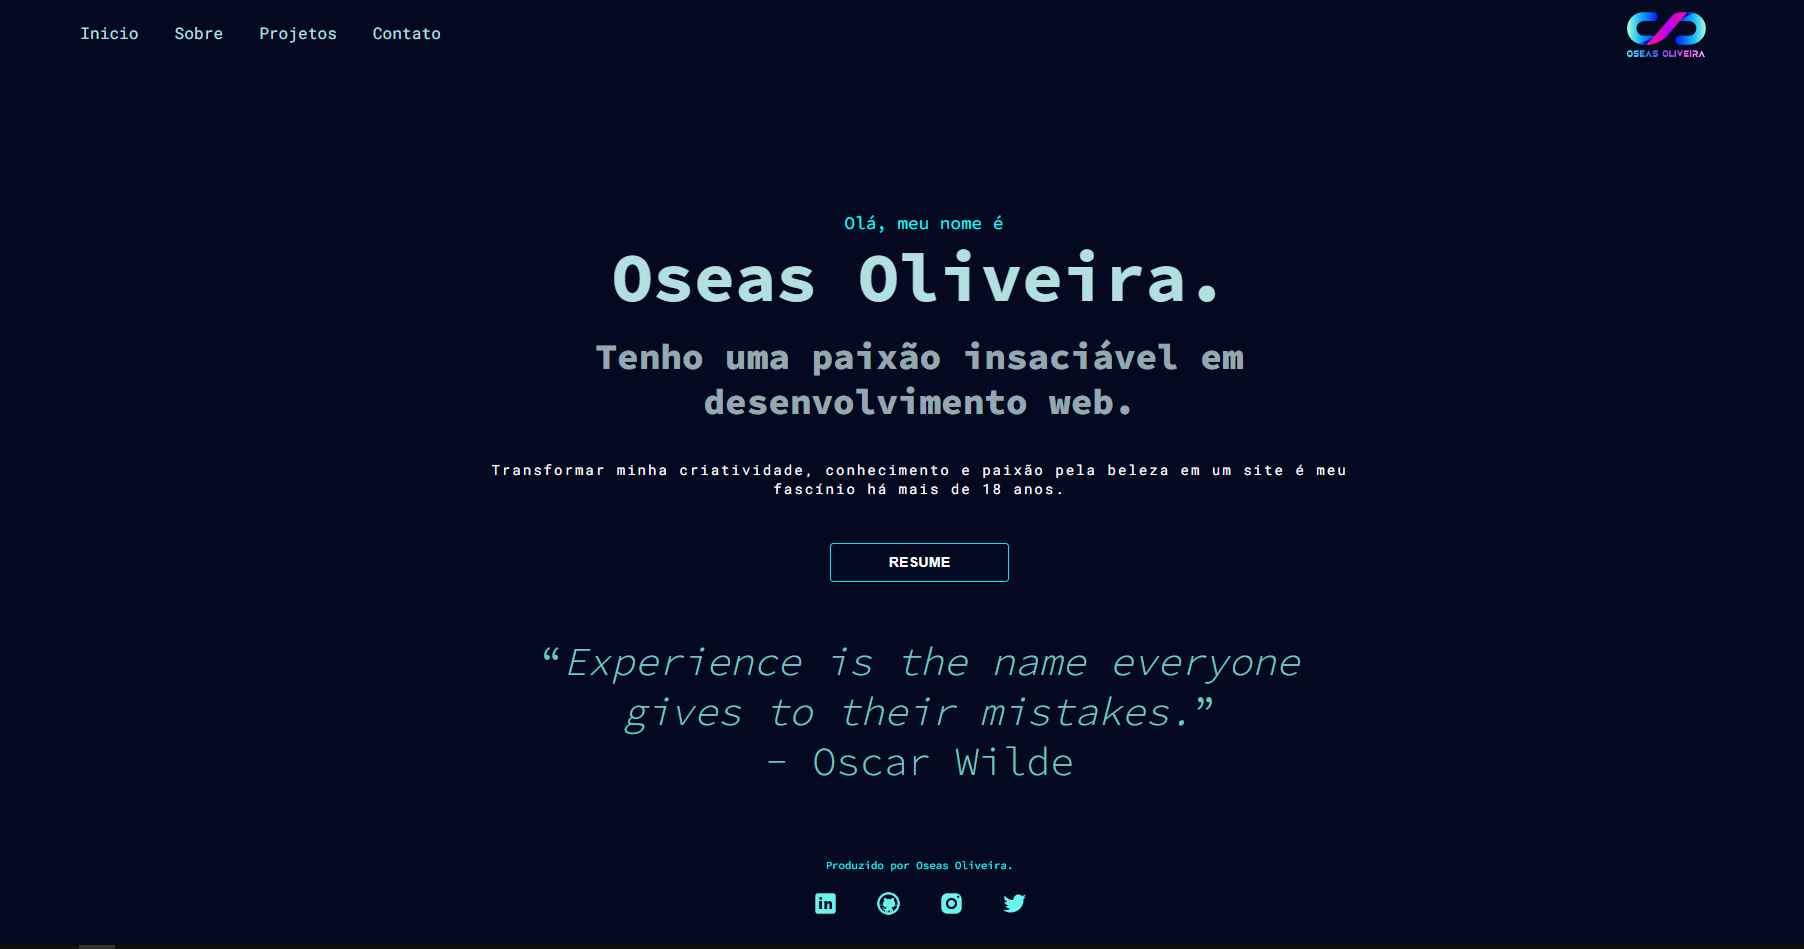 Inicio Sobre Projetos Contato
OSEAS OLIVEIRA
Olá, meu nome é
Oseas Oliveira.
Tenho uma paixão insaciável em
desenvolvimento web.
Transformar minha criatividade, conhecimento e paixão pela beleza em um site é meu
fascínio há mais de 18 anos.
RESUME
“Experience is the name everyone
gives to their mistakes.”
- Oscar Wilde
Produzido por Oseas Oliveira.
in